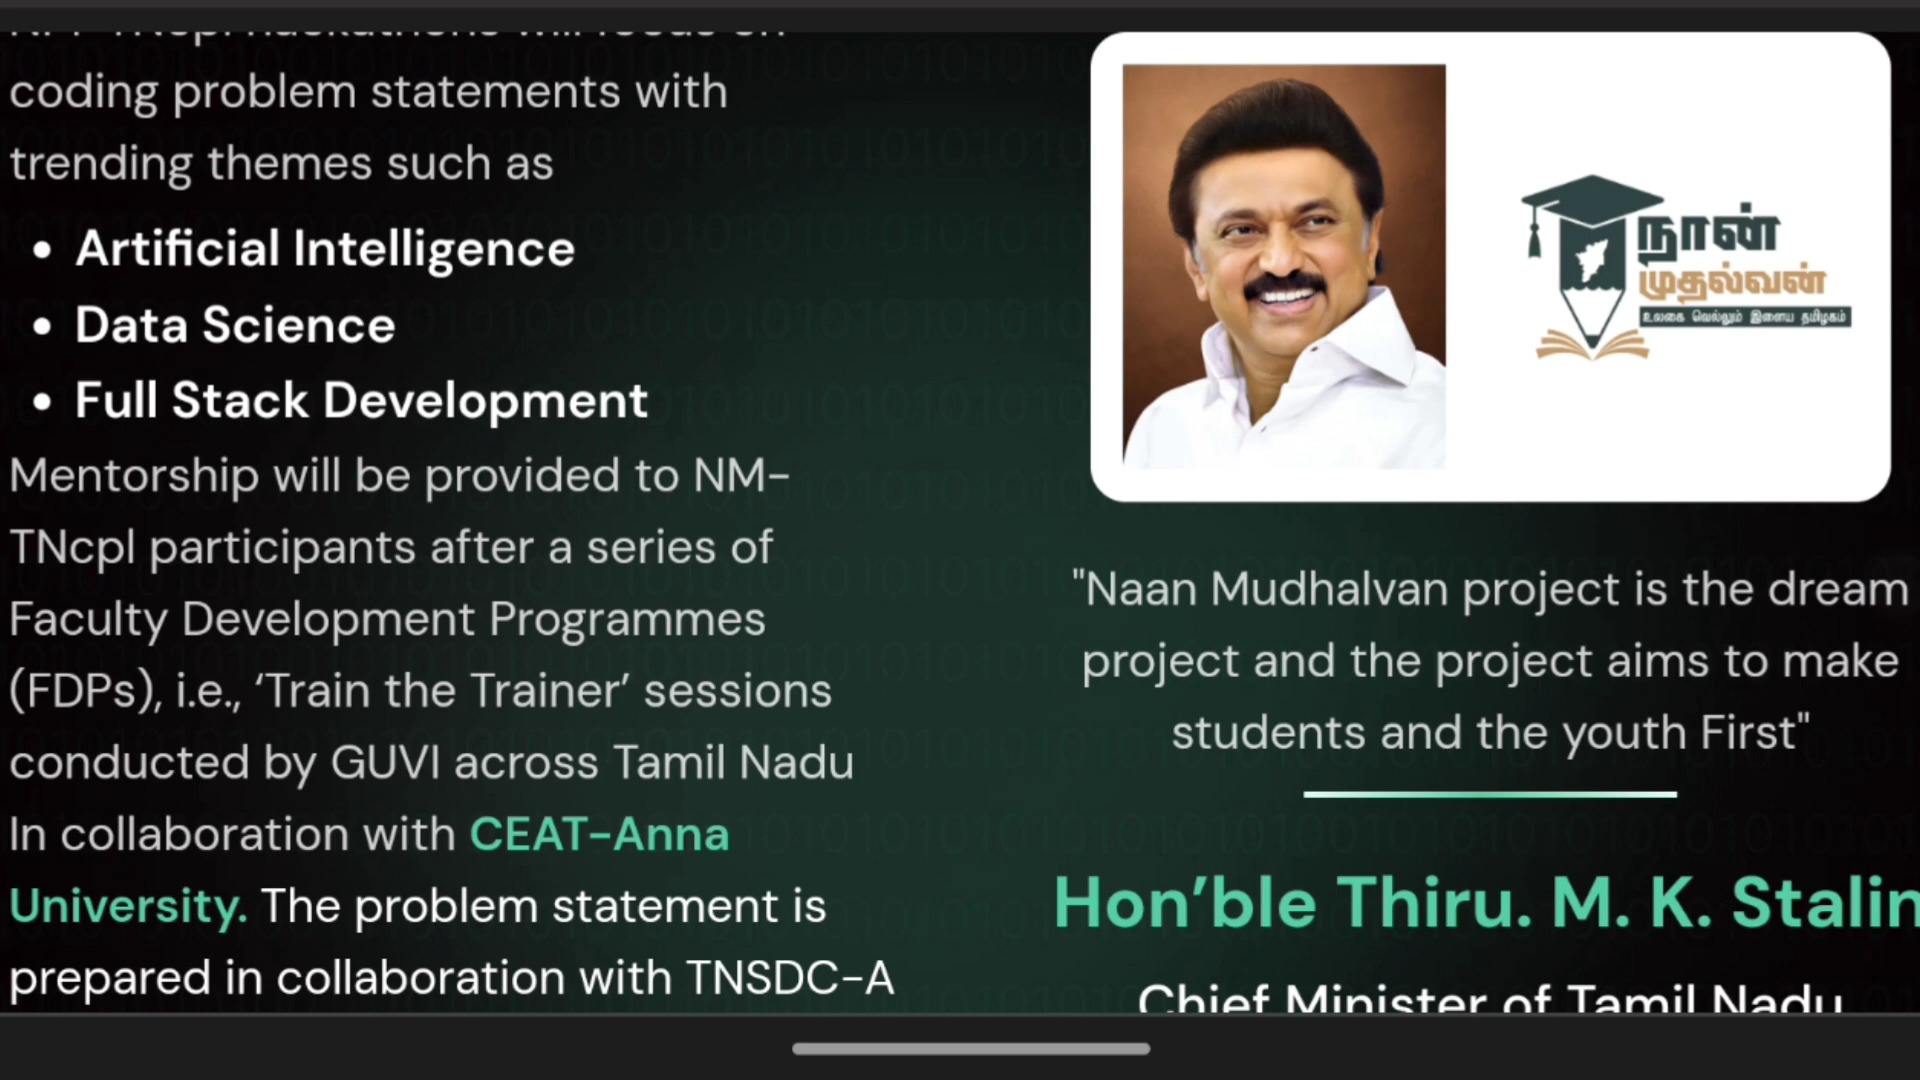 coding problem statements with
trending themes such as
• Artificial Intelligence
• Data Science
• Full Stack Development
Mentorship will be provided to NM-
TNcpl participants after a series of
Faculty Development Programmes
(FDPs), i.e., ‘Train the Trainer’ sessions
conducted by GUVI across Tamil Nadu
In collaboration with CEAT-Anna
University. The problem statement is
prepared in collaboration with TNSDC-A
நான்
முதல்வன்
உலகை வெல்லும் இளைய தமிழகம்
"Naan Mudhalvan project is the dream
project and the project aims to make
students and the youth First"
Hon’ble Thiru. M. K. Stalin
Chief Minister of Tamil Nadu